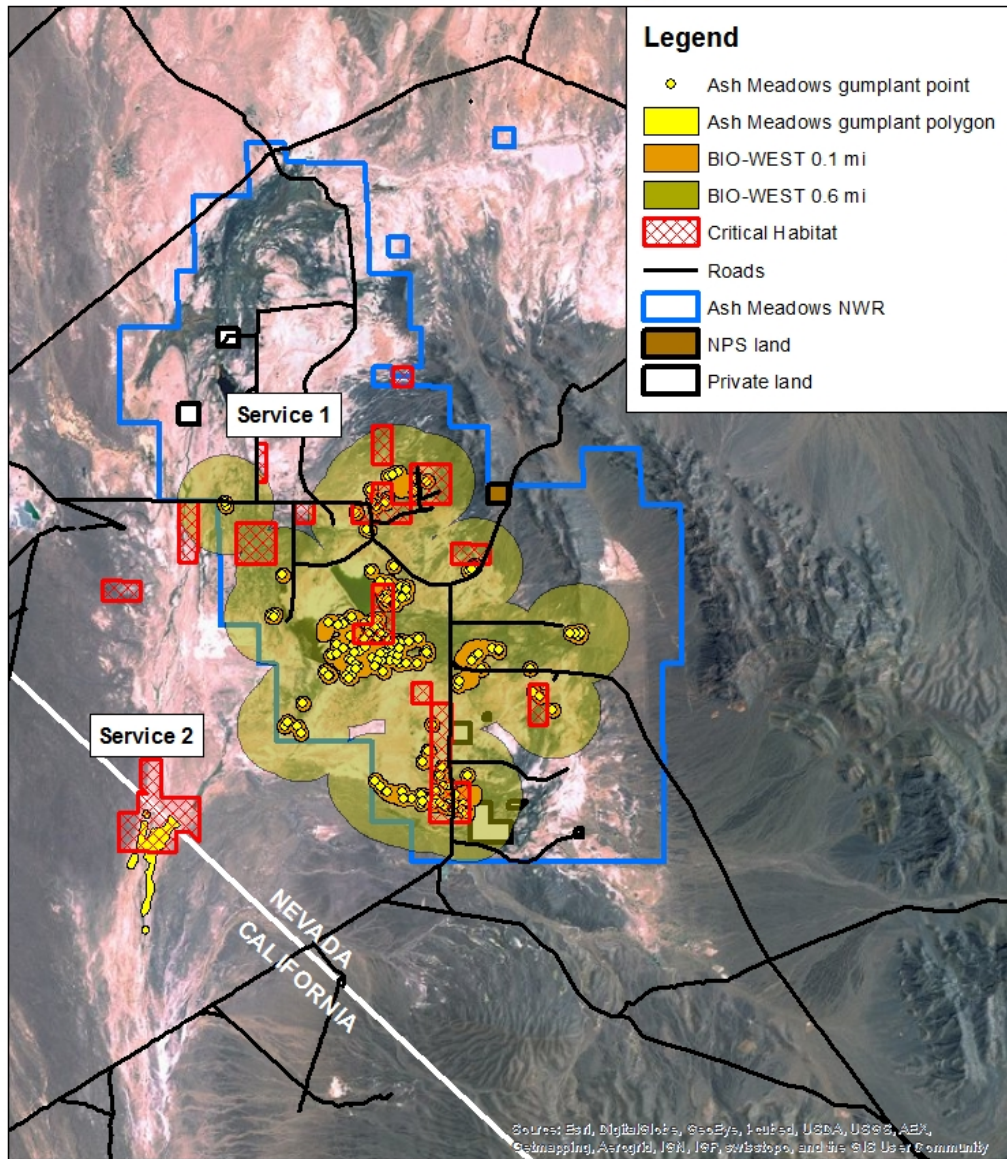 Legend
Ash Meadows gumplant point
Ash Meadows gumplant polygon
BIO-WEST 0.1 mi
BIO-WEST 0.6 mi
Critical Habitat
Roads
Ash Meadows NWR
NPS land
Private land
Service 1
Service 2
NEVADA
CALIFORNIA
Source: Esri, DigitalGlobe, GeoEye, i-cubed, USDA, USGS, AEX,
Getmapping, Aerogrid, IGN, IGP, swisstopo, and the GIS User Community